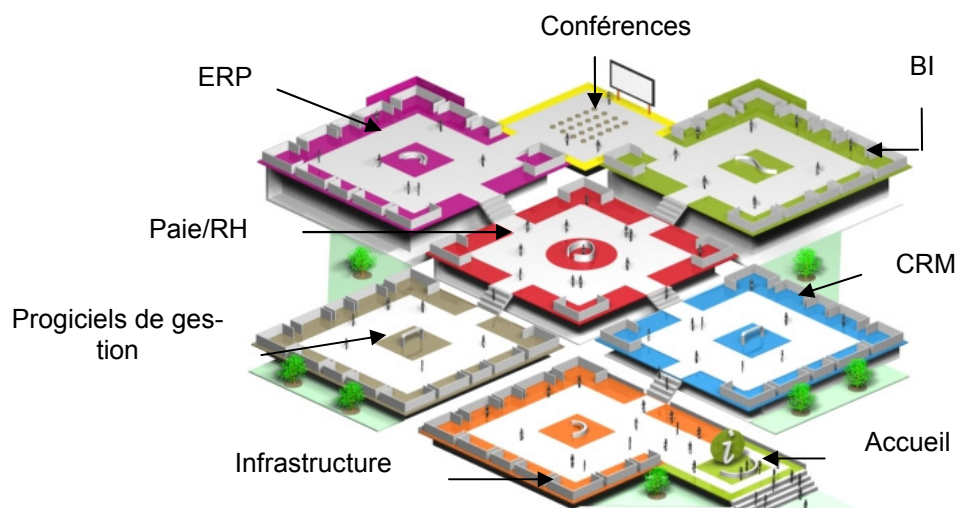 Conférences
ERP
BI
Paie/RH
CRM
Progiciels de ges-
tion
Infrastructure
Accueil
i